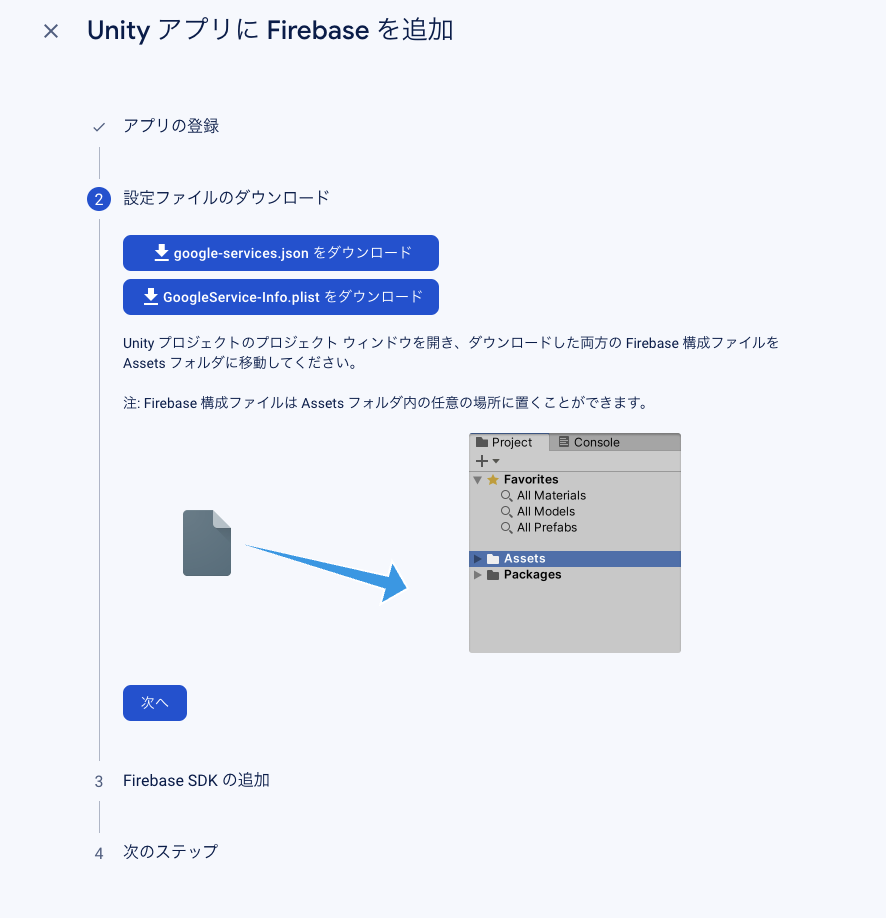 Unity アプリに Firebase を追加
アプリの登録
2 設定ファイルのダウンロード
google-services.json をダウンロード
GoogleService-Info.plist をダウンロード
Unity プロジェクトのプロジェクト ウィンドウを開き、ダウンロードした両方の Firebase 構成ファイルを
Assets フォルダに移動してください。
注: Firebase 構成ファイルは Assets フォルダ内の任意の場所に置くことができます。
Project Console
Favorites
All Materials
All Models
All Prefabs
Assets
Packages
次へ
3 Firebase SDK の追加
4 次のステップ